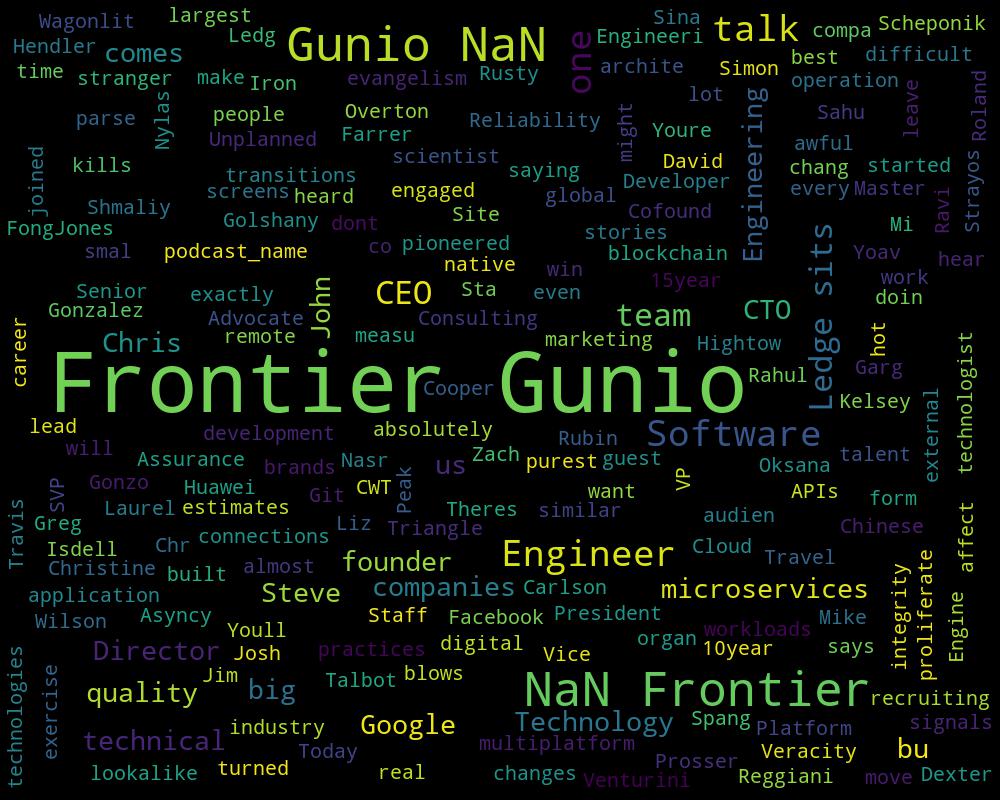 Wagonlit largest Gunio NaN one Sina talk compa Scheponik
Hendler comes Ledg Engineeri best difficult
time stranger make Iron evangelism Rusty archite Simon operation
parse Nylas people Overton Reliability lot Engineering Sahu leave Roland
Unplanned Farrer might Youre awful
joined kills scientist saying David chang started
transitions global Developer every Master Strayos
Shmaliy screens heard engaged Cofound Ravi
FongJones Golshany dont Site stories Mi
smal podcast_name co pioneered blockchain Yoav hear
native win 15year Ledge sits work
Senior exactly John CEO Sta even CTO doin
Gonzalez Advocate Consulting team
career Chris remote measu marketing Hightow hot technologist
Frontier Gunio Cooper Rahul Garg
lead Kelsey external
will development absolutely Rubin Software talent
Assurance brands Nasr us Zach purest guest VP Oksana
SVP Gonzo Huawei Git CWT Peak want APIs form
Travis Laurel estimates Theres similar audien
Greg connections Liz Triangle Chinese affect
Isdell Chr Engineer Cloud Travel
Christine built almost founder integrity proliferate
application Steve companies Carlson microservices Engine
Wilson Asyncy Staff Facebook President Mike
Youll digital organ workloads
Director Josh practices Vice 10year says
technologies exercise quality Jim big Talbot blows NaN Frontier recruiting
technical industry Google Technology Spang Platform signals
Today multiplatform Veracity bu
lookalike turned real changes Venturini Prosser Reggiani move Dexter